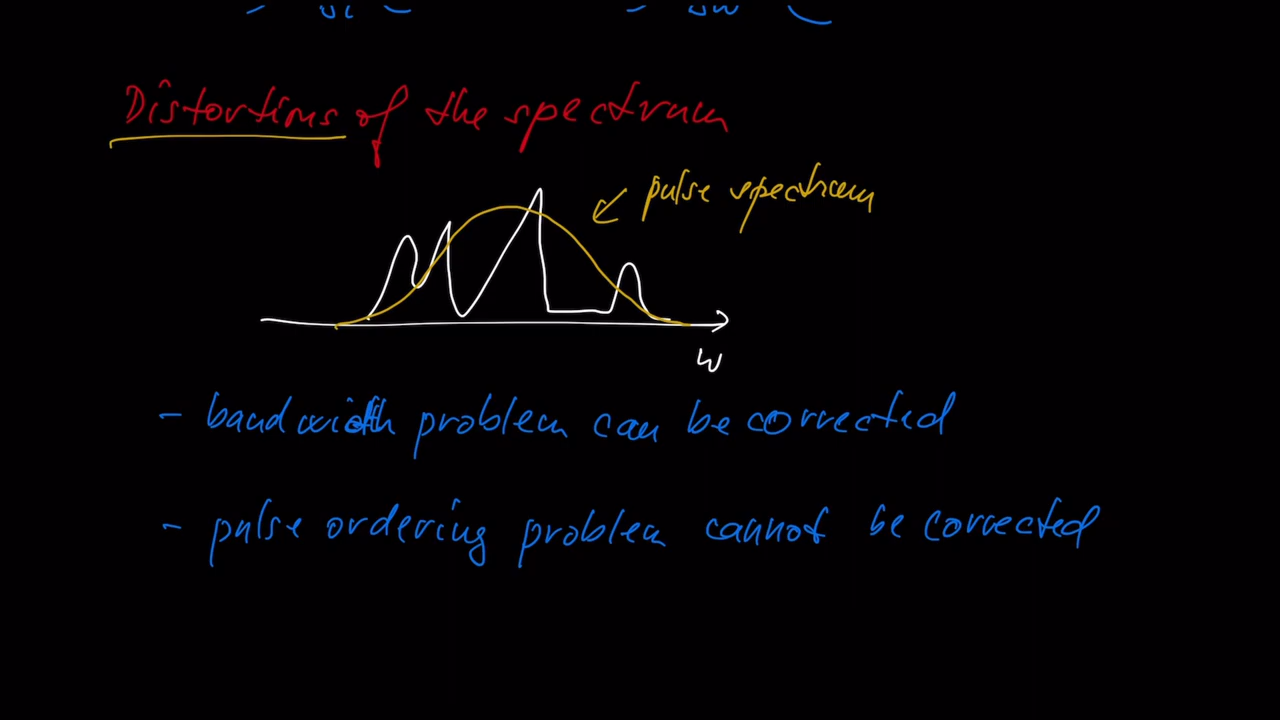 Distortions of the spectrum
pulse spectrum
ω
- bandwidth problem can be corrected
- pulse ordering problem cannot be corrected